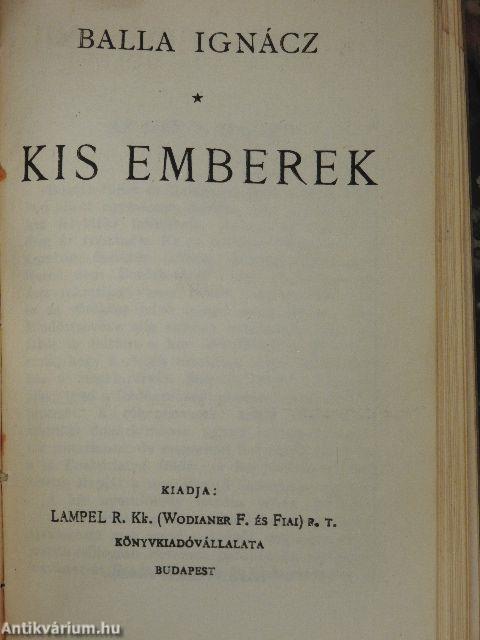 BALLA IGNÁCZ
★
KIS EMBEREK
KIADJA:
LAMPEL R. Kk. (WODIANER F. ÉS FIAI) R. T.
KÖNYVKIADÓVÁLLALATA
BUDAPEST
Antikvárium.hu